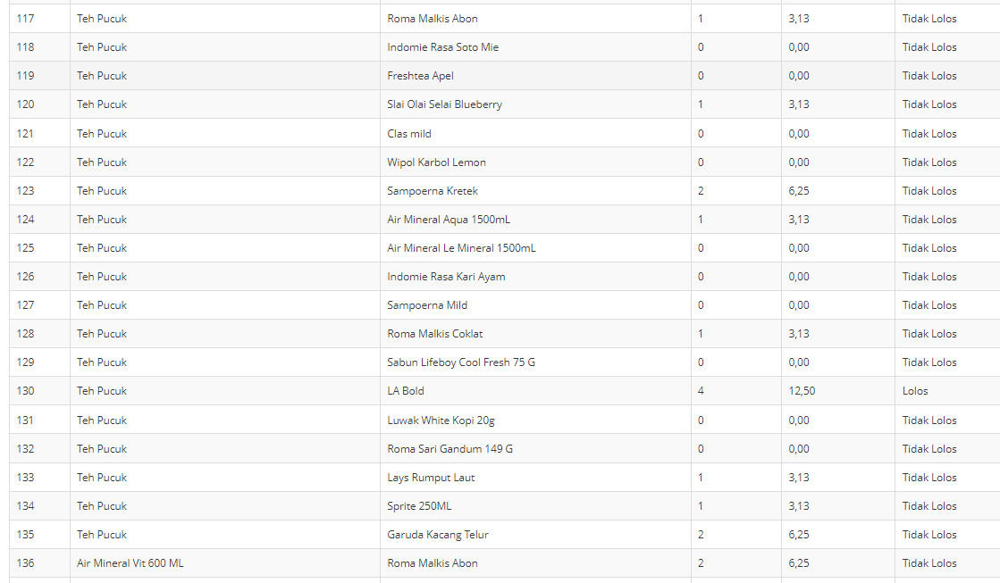 117 Teh Pucuk Roma Malkis Abon 1 3,13 Tidak Lolos
118 Teh Pucuk Indomie Rasa Soto Mie 0 0,00 Tidak Lolos
119 Teh Pucuk Freshtea Apel 0 0,00 Tidak Lolos
120 Teh Pucuk Slai Olai Selai Blueberry 1 3,13 Tidak Lolos
121 Teh Pucuk Clas mild 0 0,00 Tidak Lolos
122 Teh Pucuk Wipol Karbol Lemon 0 0,00 Tidak Lolos
123 Teh Pucuk Sampoerna Kretek 2 6,25 Tidak Lolos
124 Teh Pucuk Air Mineral Aqua 1500mL 1 3,13 Tidak Lolos
125 Teh Pucuk Air Mineral Le Mineral 1500mL 0 0,00 Tidak Lolos
126 Teh Pucuk Indomie Rasa Kari Ayam 0 0,00 Tidak Lolos
127 Teh Pucuk Sampoerna Mild 0 0,00 Tidak Lolos
128 Teh Pucuk Roma Malkis Coklat 1 3,13 Tidak Lolos
129 Teh Pucuk Sabun Lifeboy Cool Fresh 75 G 0 0,00 Tidak Lolos
130 Teh Pucuk LA Bold 4 12,50 Lolos
131 Teh Pucuk Luwak White Kopi 20g 0 0,00 Tidak Lolos
132 Teh Pucuk Roma Sari Gandum 149 G 0 0,00 Tidak Lolos
133 Teh Pucuk Lays Rumput Laut 1 3,13 Tidak Lolos
134 Teh Pucuk Sprite 250ML 1 3,13 Tidak Lolos
135 Teh Pucuk Garuda Kacang Telur 2 6,25 Tidak Lolos
136 Air Mineral Vit 600 ML Roma Malkis Abon 2 6,25 Tidak Lolos